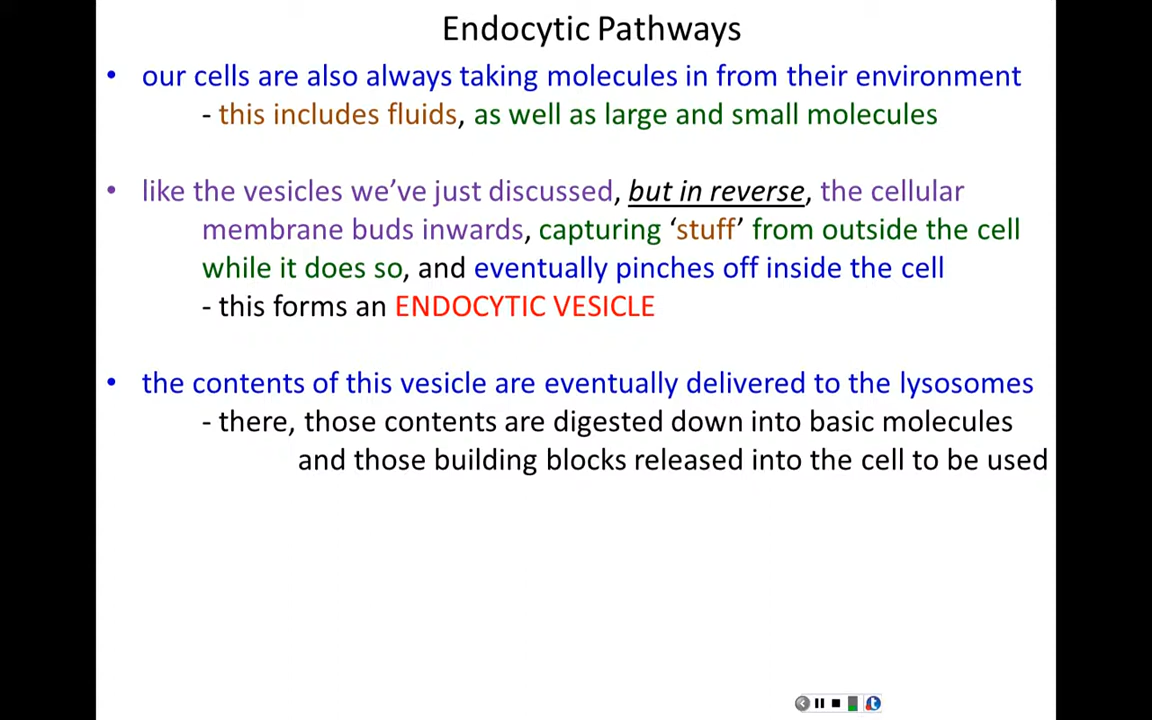 Endocytic Pathways
• our cells are also always taking molecules in from their environment
- this includes fluids, as well as large and small molecules
• like the vesicles we’ve just discussed, but in reverse, the cellular
membrane buds inwards, capturing ‘stuff’ from outside the cell
while it does so, and eventually pinches off inside the cell
- this forms an ENDOCYTIC VESICLE
• the contents of this vesicle are eventually delivered to the lysosomes
- there, those contents are digested down into basic molecules
and those building blocks released into the cell to be used